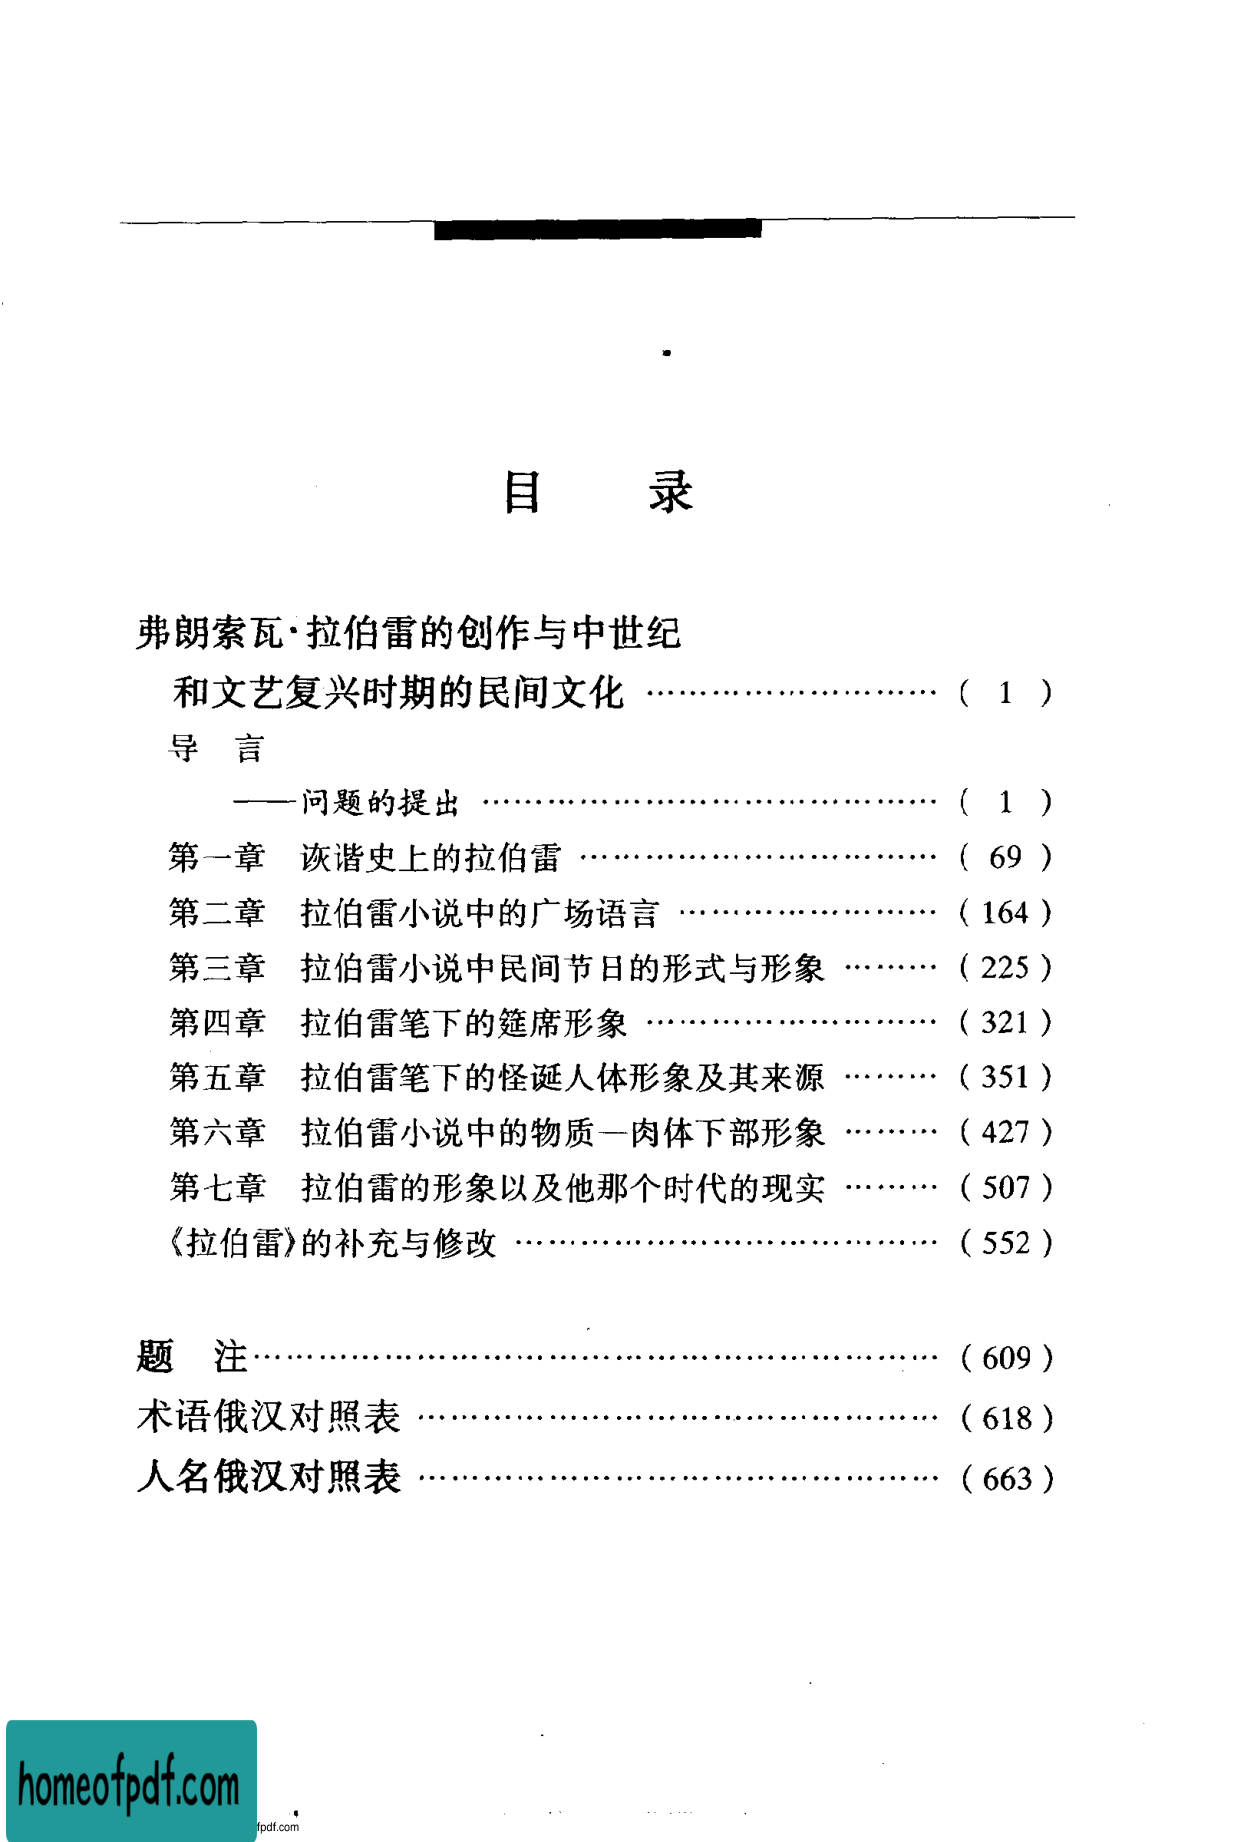 目 录
弗朗索瓦·拉伯雷的创作与中世纪
和文艺复兴时期的民间文化 ………………………… ( 1 )
导 言
——问题的提出 ………………………………………… ( 1 )
第一章 诙谐史上的拉伯雷 ……………………………… ( 69 )
第二章 拉伯雷小说中的广场语言 ……………………… ( 164 )
第三章 拉伯雷小说中民间节日的形式与形象 ……… ( 225 )
第四章 拉伯雷笔下的筵席形象 ………………………… ( 321 )
第五章 拉伯雷笔下的怪诞人体形象及其来源 ……… ( 351 )
第六章 拉伯雷小说中的物质—肉体下部形象 ……… ( 427 )
第七章 拉伯雷的形象以及他那个时代的现实 ……… ( 507 )
《拉伯雷》的补充与修改 ……………………………………… ( 552 )
题 注……………………………………………………………… ( 609 )
术语俄汉对照表 ……………………………………………… ( 618 )
人名俄汉对照表 ……………………………………………… ( 663 )
homeofpdf.com
fpdf.com